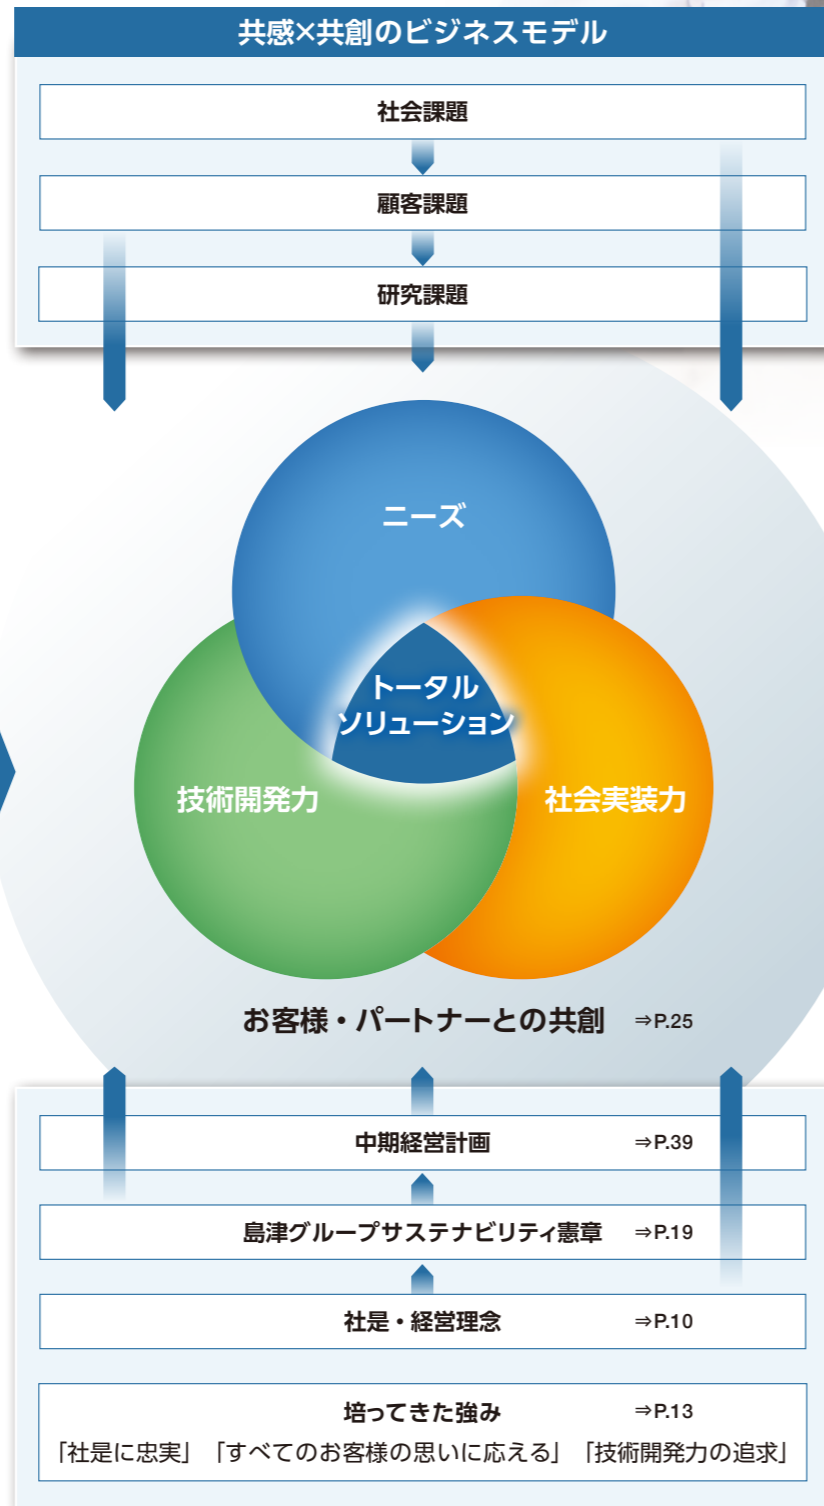 共感×共創のビジネスモデル
社会課題
顧客課題
研究課題
ニーズ
トータル
ソリューション
技術開発力
社会実装力
お客様・パートナーとの共創 ⇒P.25
中期経営計画 ⇒P.39
島津グループサステナビリティ憲章 ⇒P.19
社是・経営理念 ⇒P.10
培ってきた強み ⇒P.13
「社是に忠実」「すべてのお客様の思いに応える」「技術開発力の追求」